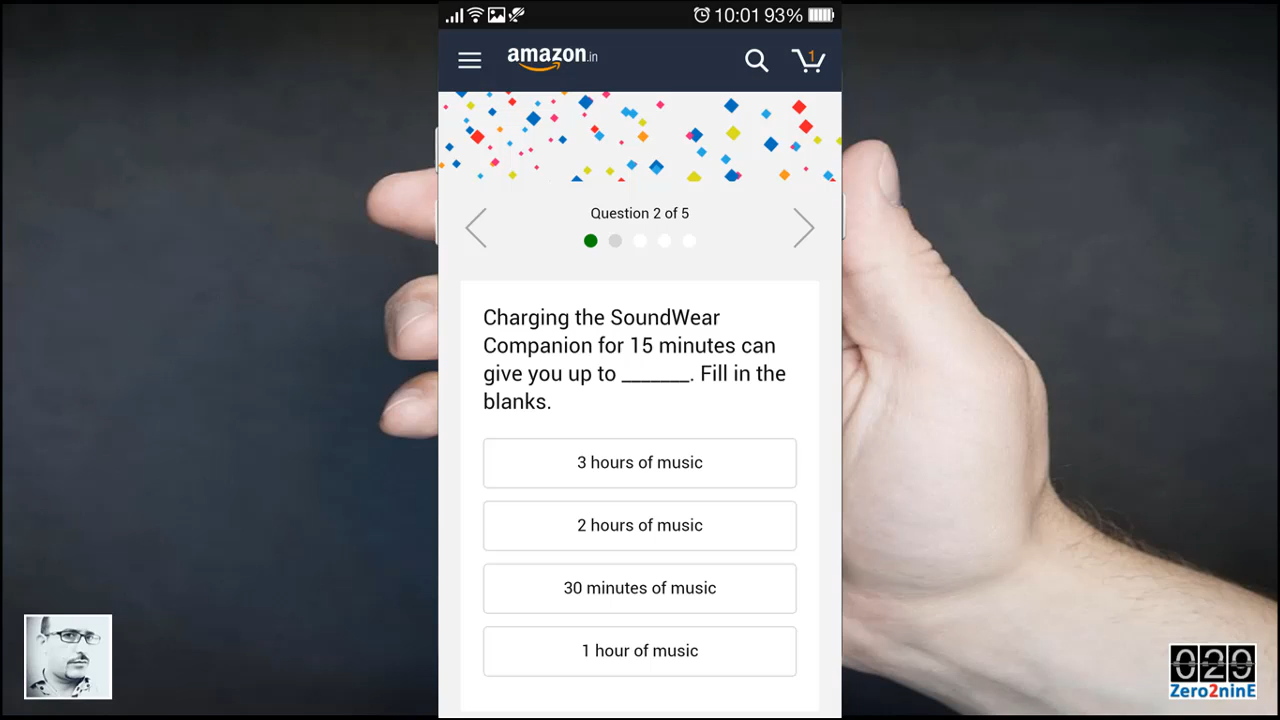 10:01 93%
amazon.in
1
Question 2 of 5
Charging the SoundWear
Companion for 15 minutes can
give you up to _______. Fill in the
blanks.
3 hours of music
2 hours of music
30 minutes of music
1 hour of music
029
Zero2ninE